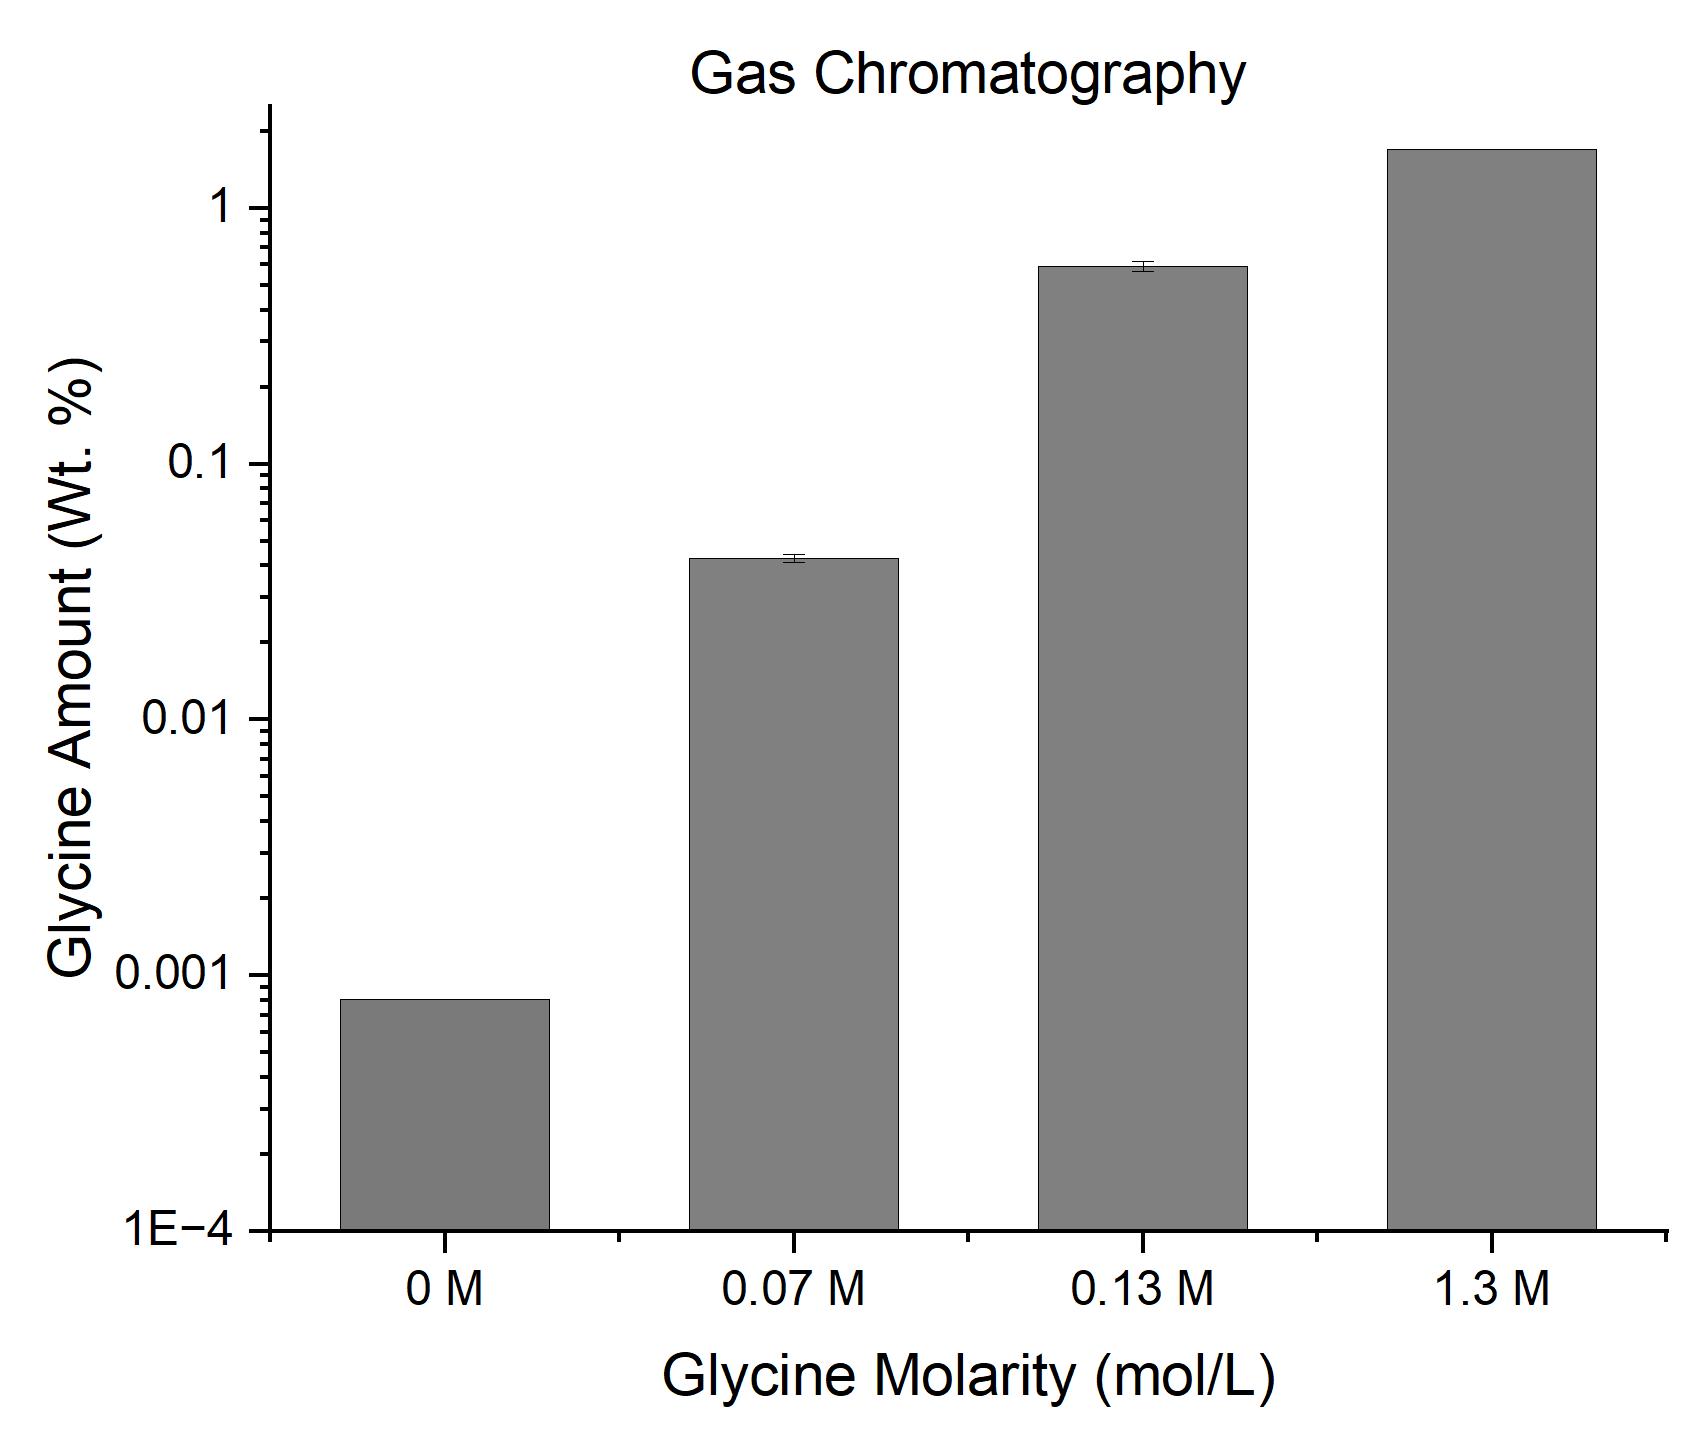 Gas Chromatography
Glycine Amount (Wt. %)
1
0.1
0.01
0.001
1E−4
0 M
0.07 M
0.13 M
1.3 M
Glycine Molarity (mol/L)